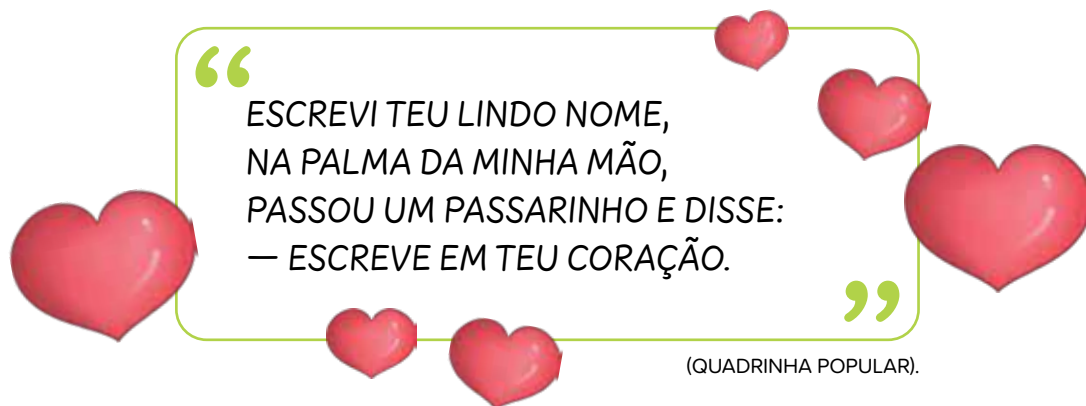 “
ESCREVI TEU LINDO NOME,
NA PALMA DA MINHA MÃO,
PASSOU UM PASSARINHO E DISSE:
— ESCREVE EM TEU CORAÇÃO.
”
(QUADRINHA POPULAR).